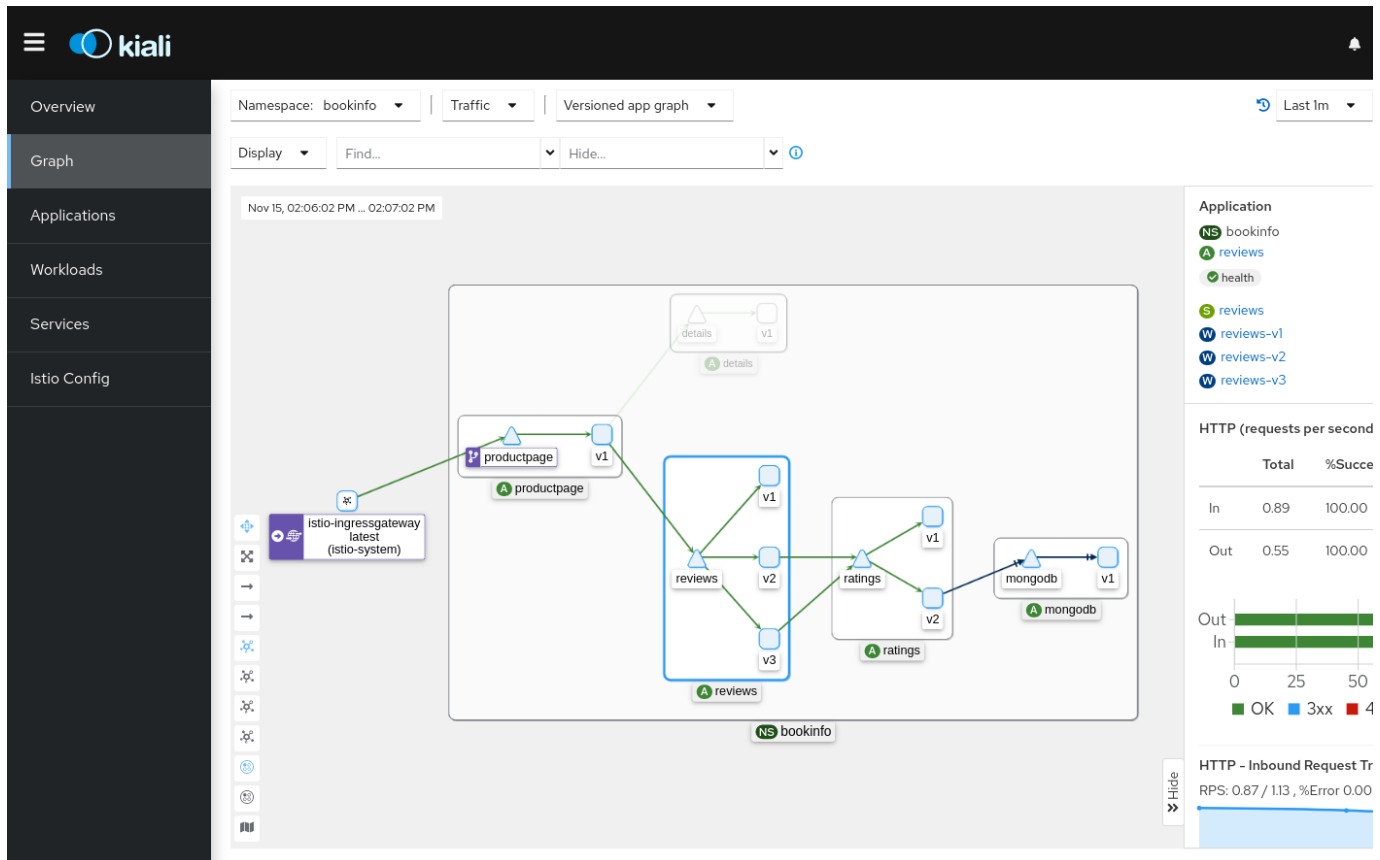 kiali
Overview
Graph
Applications
Workloads
Services
Istio Config
Namespace: bookinfo
Traffic
Versioned app graph
Last 1m
Display
Find...
Hide...
Nov 15, 02:06:02 PM ... 02:07:02 PM
details
v1
A details
productpage
v1
A productpage
istio-ingressgateway
latest
(istio-system)
v1
reviews
v2
v3
A reviews
v1
ratings
v2
A ratings
mongodb
v1
A mongodb
NS bookinfo
Hide
Application
NS bookinfo
A reviews
health
S reviews
W reviews-v1
W reviews-v2
W reviews-v3
HTTP (requests per second
Total %Succe
In 0.89 100.00
Out 0.55 100.00
Out
In
0 25 50
OK 3xx 4
HTTP - Inbound Request Tr
RPS: 0.87 / 1.13 , %Error 0.00